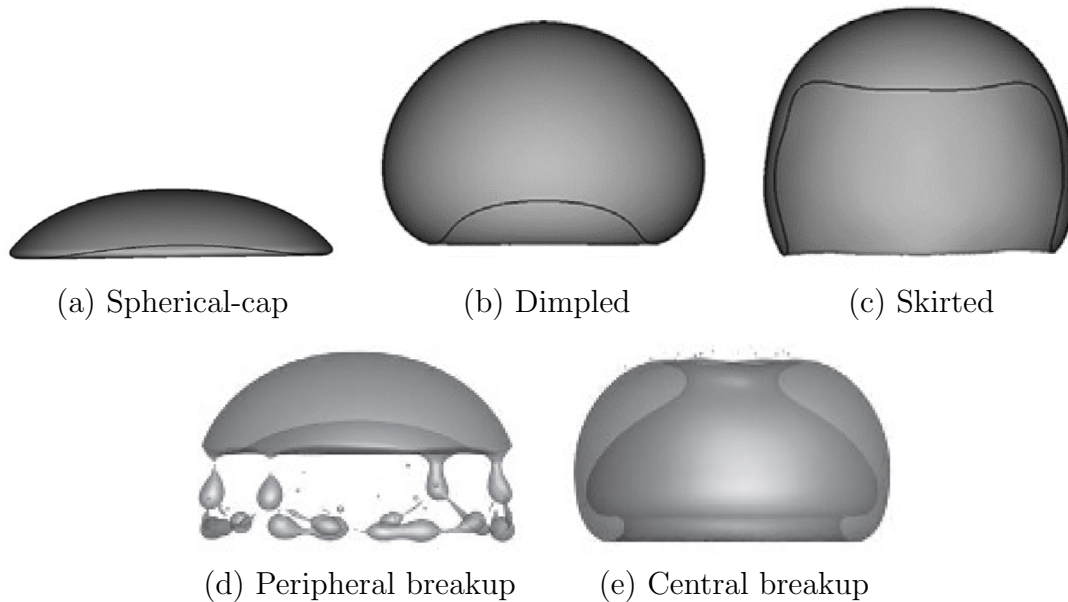 (a) Spherical-cap
(b) Dimpled
(c) Skirted
(d) Peripheral breakup
(e) Central breakup